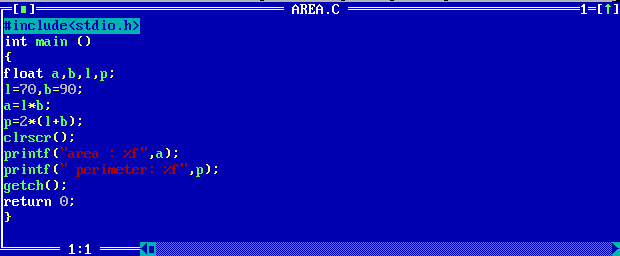 [■] AREA.C 1=[↑]
#include<stdio.h>
int main ()
{
float a,b,l,p;
l=70,b=90;
a=l*b;
p=2*(l+b);
clrscr();
printf("area : %f",a);
printf(" perimeter: %f",p);
getch();
return 0;
}
1:1